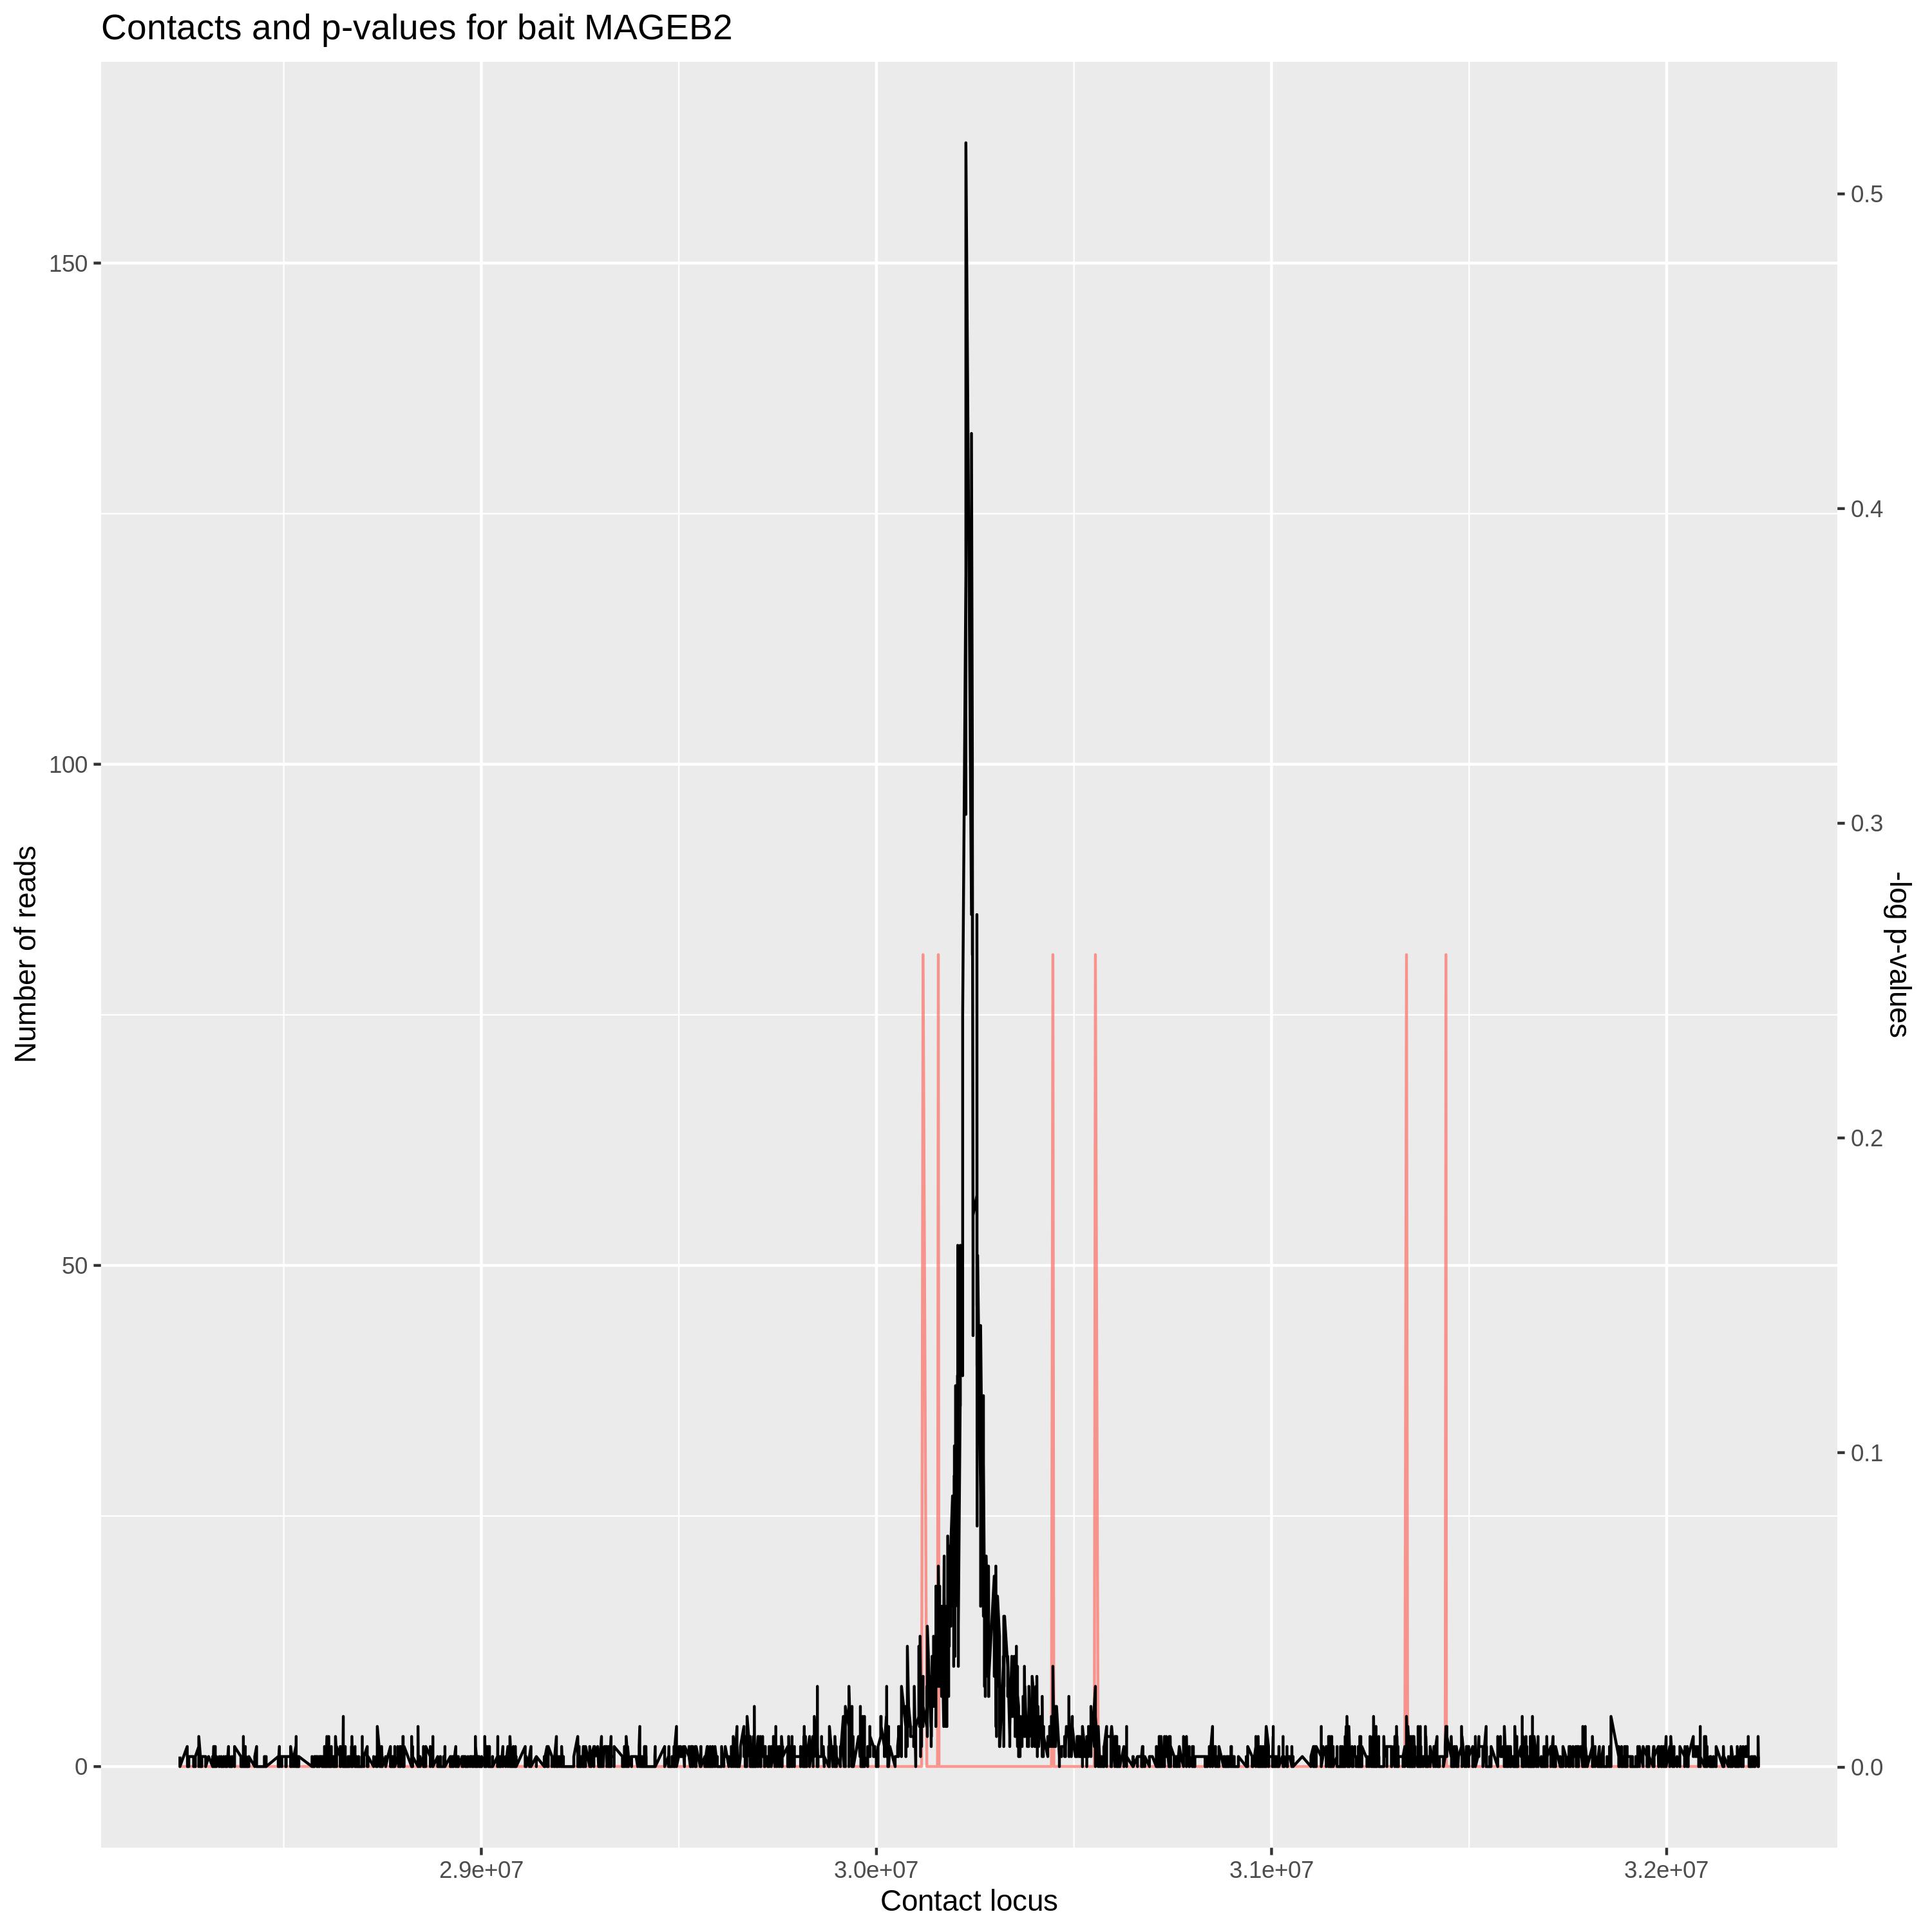 Contacts and p-values for bait MAGEB2
150
100
50
0
Number of reads
0.5
0.4
0.3
0.2
0.1
0.0
-log p-values
2.9e+07
3.0e+07
3.1e+07
3.2e+07
Contact locus